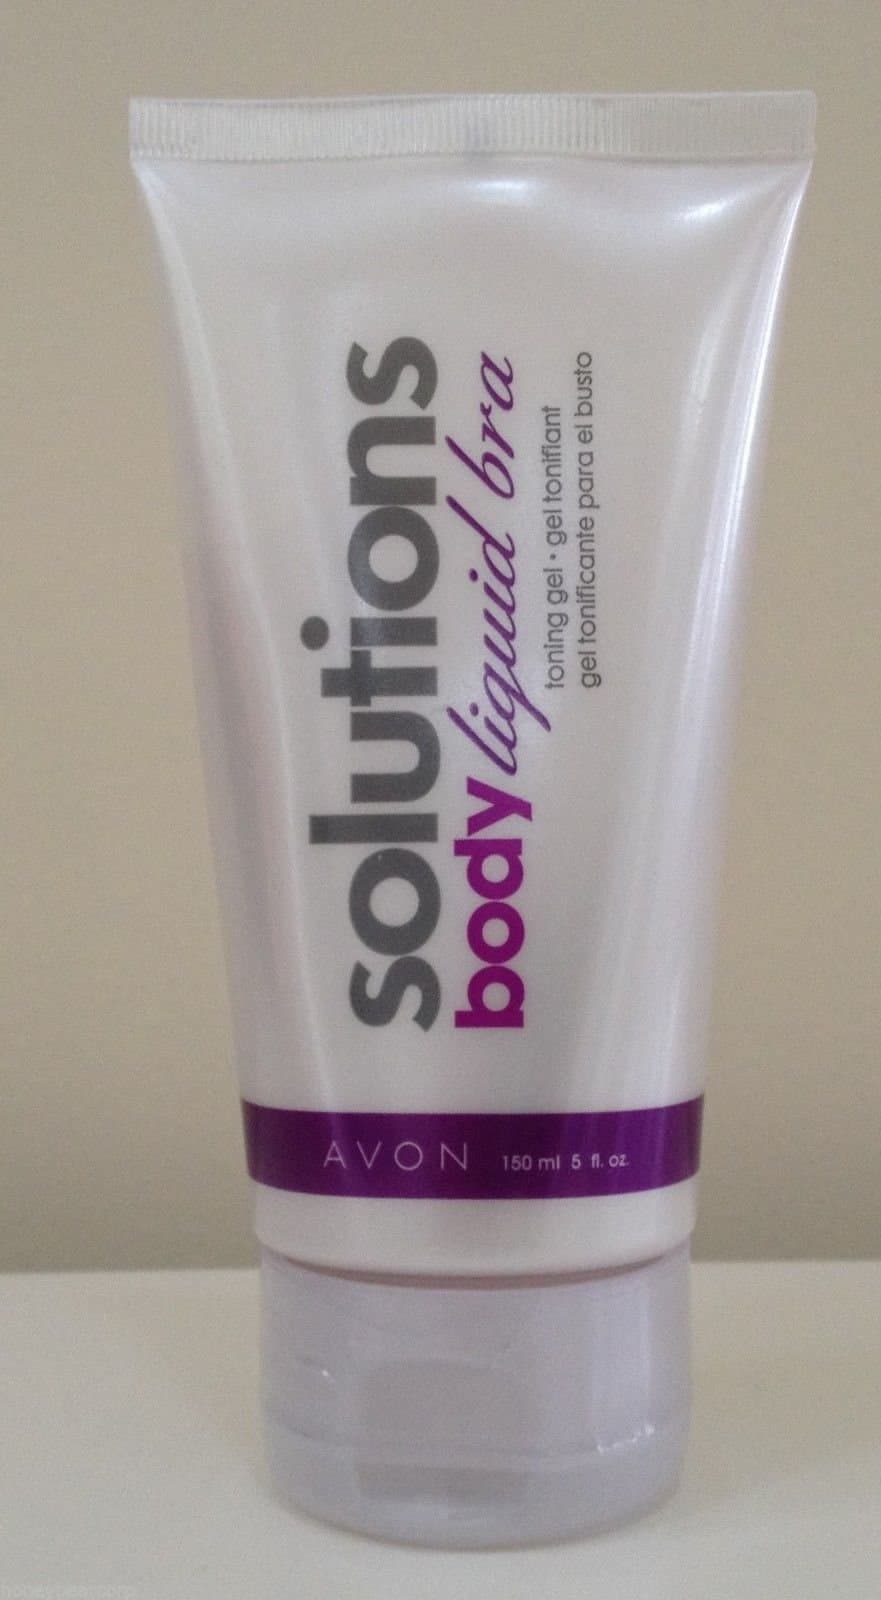 solutions
body liquid bra
toning gel • gel tonifiant
gel tonificante para el busto
AVON 150 ml 5 fl. oz.